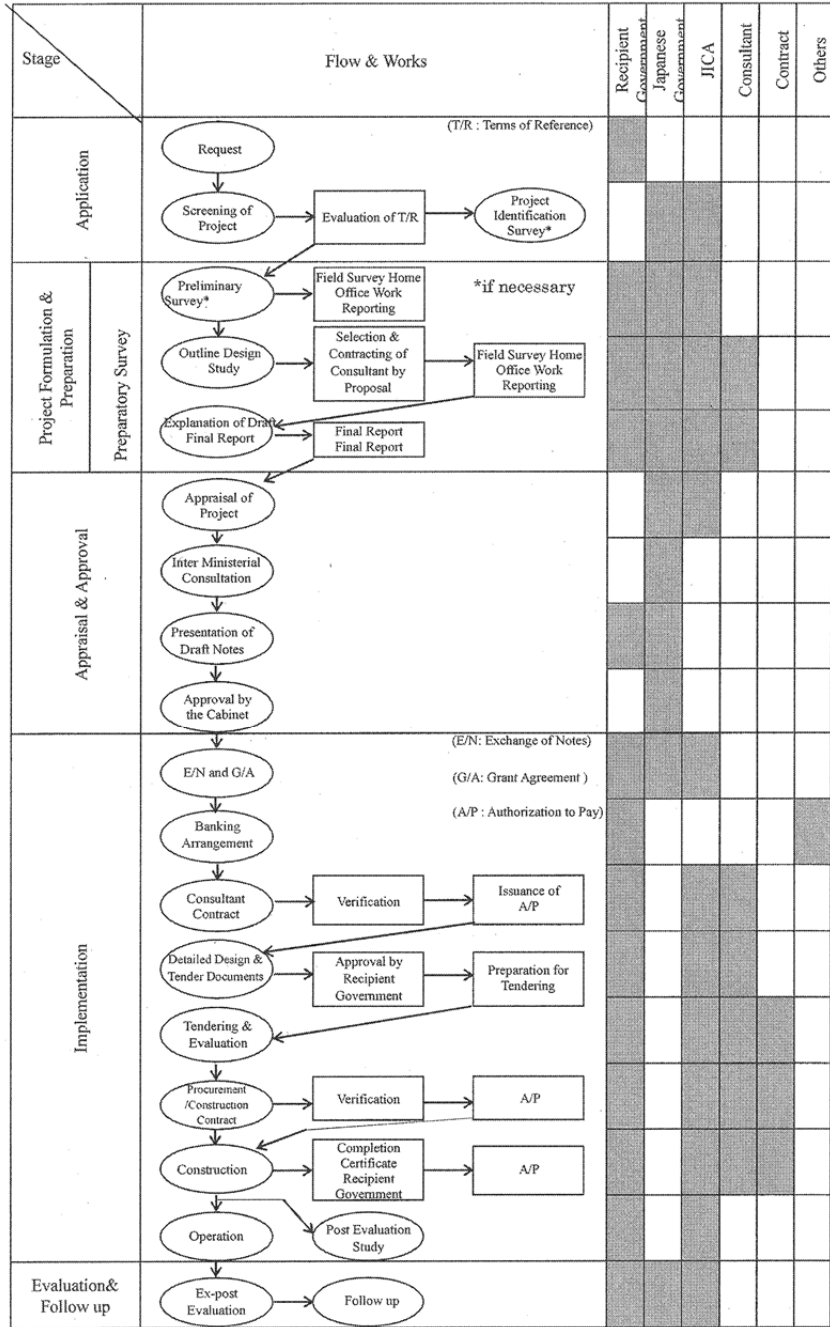 Stage
Flow & Works
Recipient
Government
Japanese
Government
JICA
Consultant
Contract
Others
Application
(T/R : Terms of Reference)
Request
Screening of
Project
Evaluation of T/R
Project
Identification
Survey*
Project Formulation &
Preparation
Preparatory Survey
Preliminary
Survey*
Field Survey Home
Office Work
Reporting
*if necessary
Outline Design
Study
Selection &
Contracting of
Consultant by
Proposal
Field Survey Home
Office Work
Reporting
Explanation of Draft
Final Report
Final Report
Final Report
Appraisal & Approval
Appraisal of
Project
Inter Ministerial
Consultation
Presentation of
Draft Notes
Approval by
the Cabinet
Implementation
(E/N: Exchange of Notes)
E/N and G/A
(G/A: Grant Agreement )
(A/P : Authorization to Pay)
Banking
Arrangement
Consultant
Contract
Verification
Issuance of
A/P
Detailed Design &
Tender Documents
Approval by
Recipient
Government
Preparation for
Tendering
Tendering &
Evaluation
Procurement
/Construction
Contract
Verification
A/P
Construction
Completion
Certificate
Recipient
Government
A/P
Operation
Post Evaluation
Study
Evaluation&
Follow up
Ex-post
Evaluation
Follow up